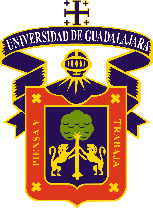 UNIVERSIDAD DE GUADALAJARA
PIENSA Y
TRABAJA